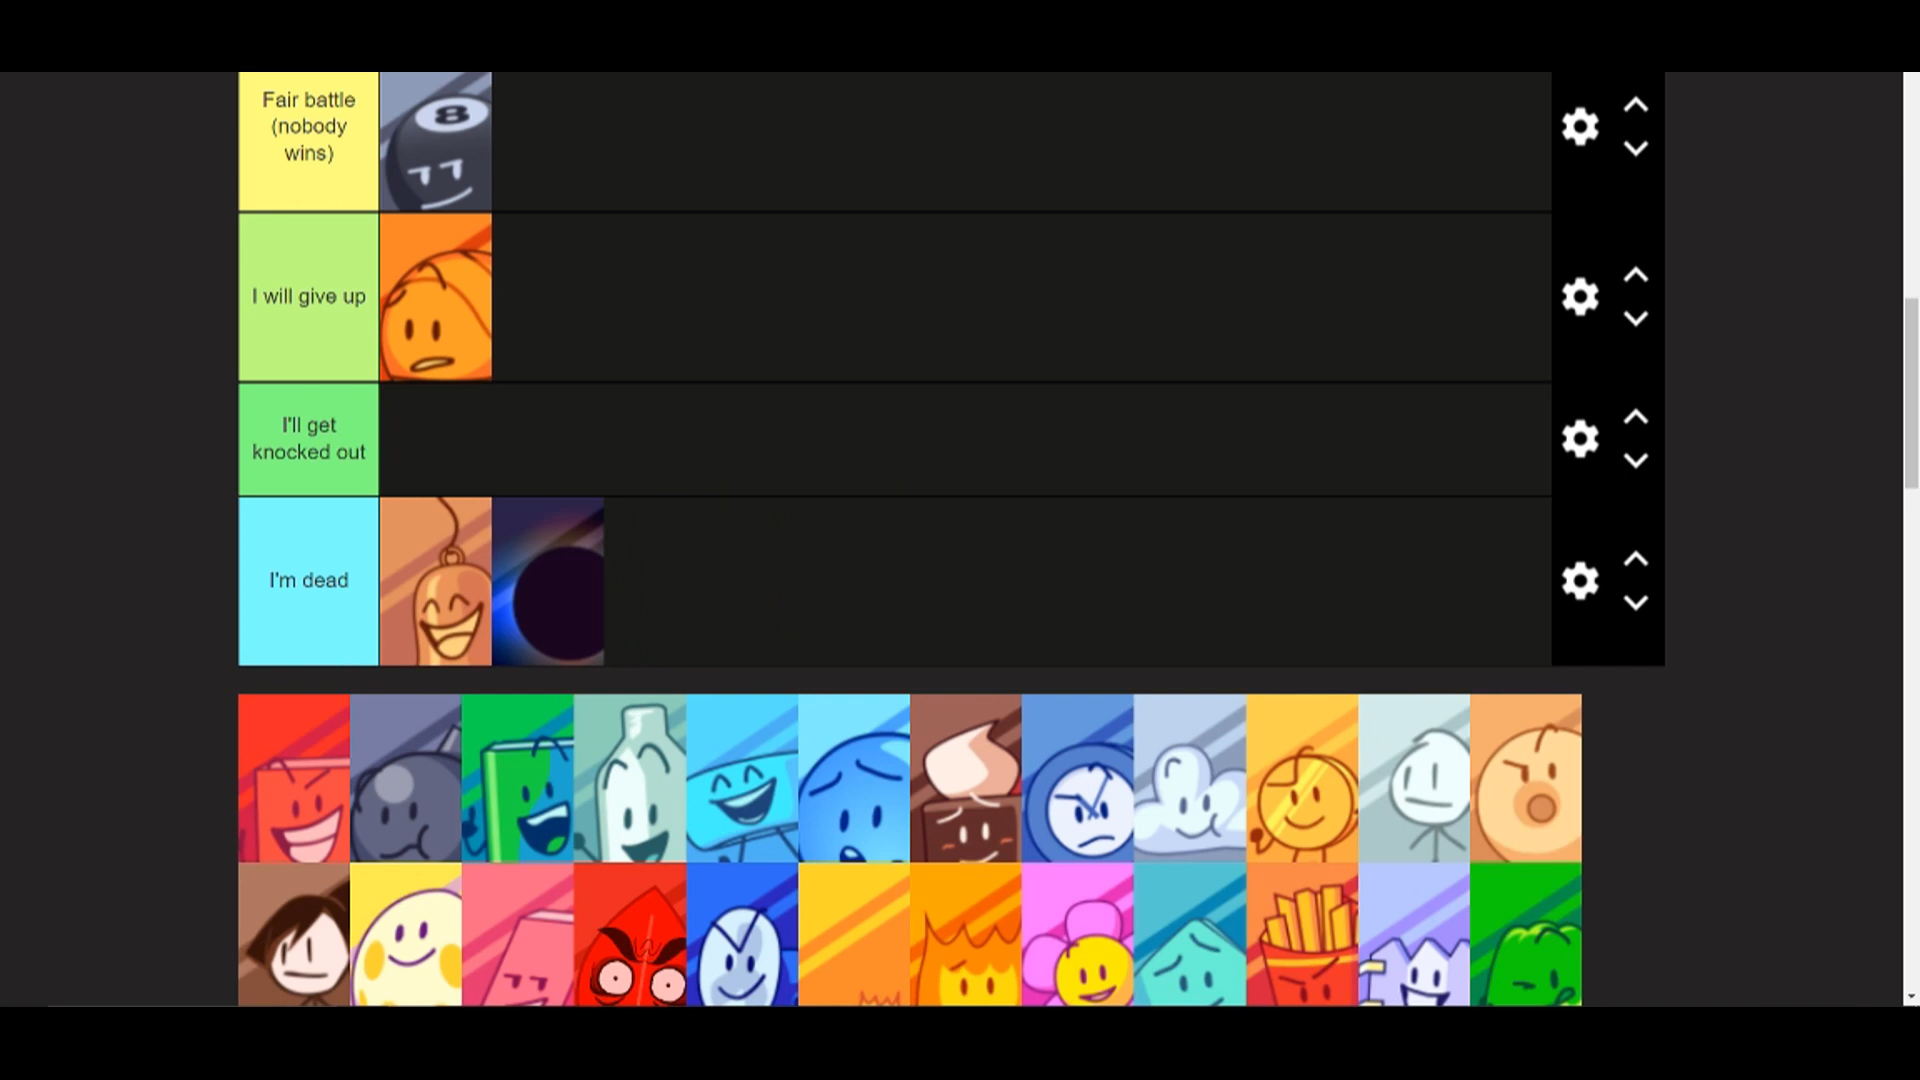 Fair battle
(nobody
wins)
8
I will give up
I'll get
knocked out
I'm dead